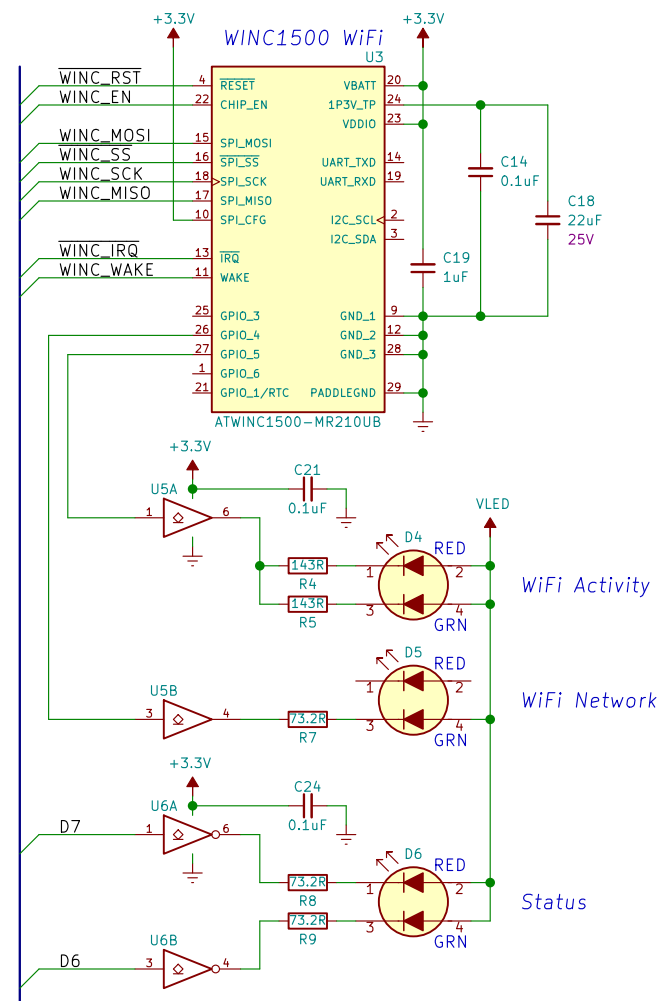 +3.3V
WINC1500 WiFi
+3.3V
U3
WINC_RST 4 RESET VBATT 20
WINC_EN 22 CHIP_EN 1P3V_TP 24
VDDIO 23
WINC_MOSI 15 SPI_MOSI
WINC_SS 16 SPI_SS UART_TXD 14
WINC_SCK 18 SPI_SCK UART_RXD 19
WINC_MISO 17 SPI_MISO
10 SPI_CFG I2C_SCL 2
I2C_SDA 3
C14
0.1uF
C18
22uF
25V
WINC_IRQ 13 IRQ
WINC_WAKE 11 WAKE
C19
1uF
25 GPIO_3 GND_1 9
26 GPIO_4 GND_2 12
27 GPIO_5 GND_3 28
1 GPIO_6
21 GPIO_1/RTC PADDLEGND 29
ATWINC1500-MR210UB
+3.3V
C21
0.1uF
U5A
1 6
VLED
D4
RED
143R
R4
1 2
143R
R5
3 4
GRN
WiFi Activity
D5
RED
1 2
U5B
3 4
73.2R
R7
3 4
GRN
WiFi Network
+3.3V
C24
0.1uF
U6A
D7 1 6
D6
RED
73.2R
R8
1 2
73.2R
R9
3 4
GRN
Status
U6B
D6 3 4